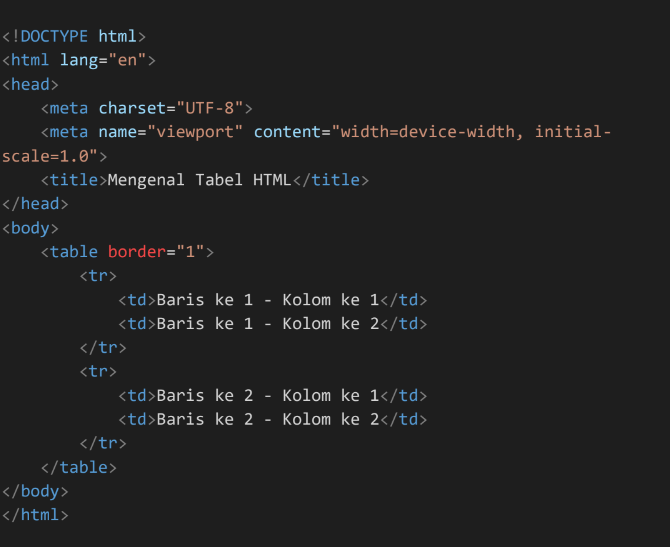 <!DOCTYPE html>
<html lang="en">
<head>
    <meta charset="UTF-8">
    <meta name="viewport" content="width=device-width, initial-
scale=1.0">
    <title>Mengenal Tabel HTML</title>
</head>
<body>
    <table border="1">
        <tr>
            <td>Baris ke 1 - Kolom ke 1</td>
            <td>Baris ke 1 - Kolom ke 2</td>
        </tr>
        <tr>
            <td>Baris ke 2 - Kolom ke 1</td>
            <td>Baris ke 2 - Kolom ke 2</td>
        </tr>
    </table>
</body>
</html>